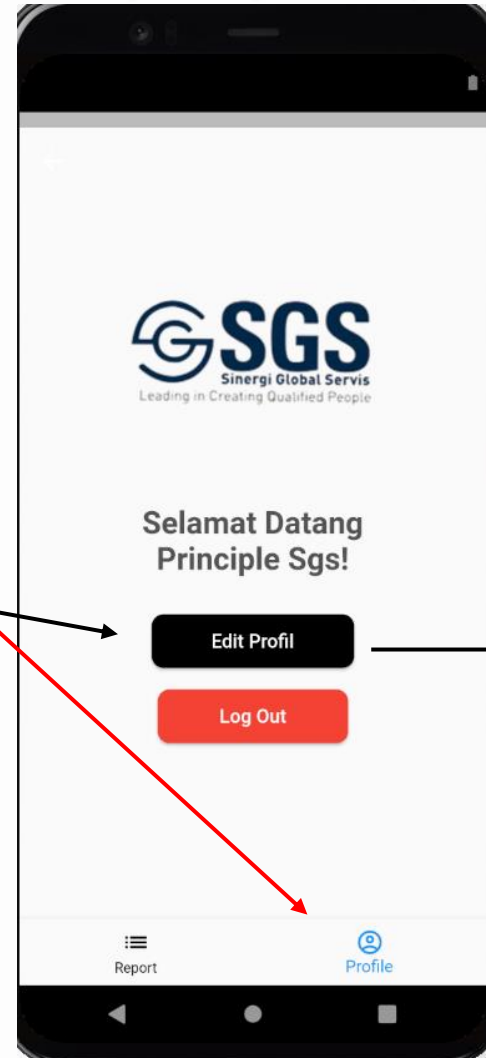 SGS
Sinergi Global Servis
Leading in Creating Qualified People
Selamat Datang
Principle Sgs!
Edit Profil
Log Out
Report
Profile